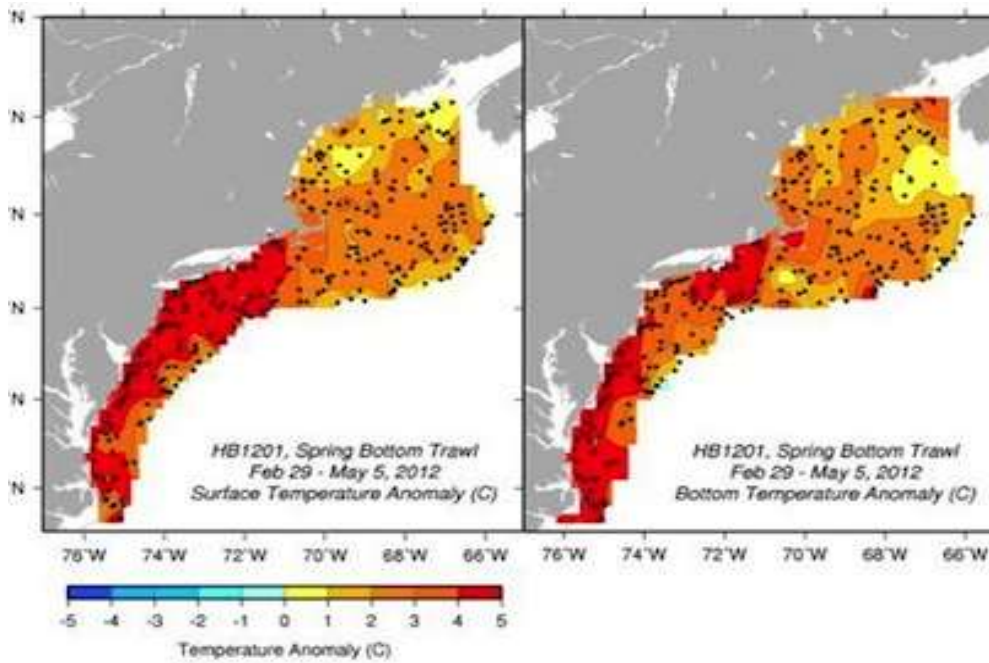 N
N
N
N
N
N
HB1201, Spring Bottom Trawl
Feb 29 - May 5, 2012
Surface Temperature Anomaly (C)
HB1201, Spring Bottom Trawl
Feb 29 - May 5, 2012
Bottom Temperature Anomaly (C)
76°W 74°W 72°W 70°W 68°W 66°W
76°W 74°W 72°W 70°W 68°W 66°W
-5 -4 -3 -2 -1 0 1 2 3 4 5
Temperature Anomaly (C)